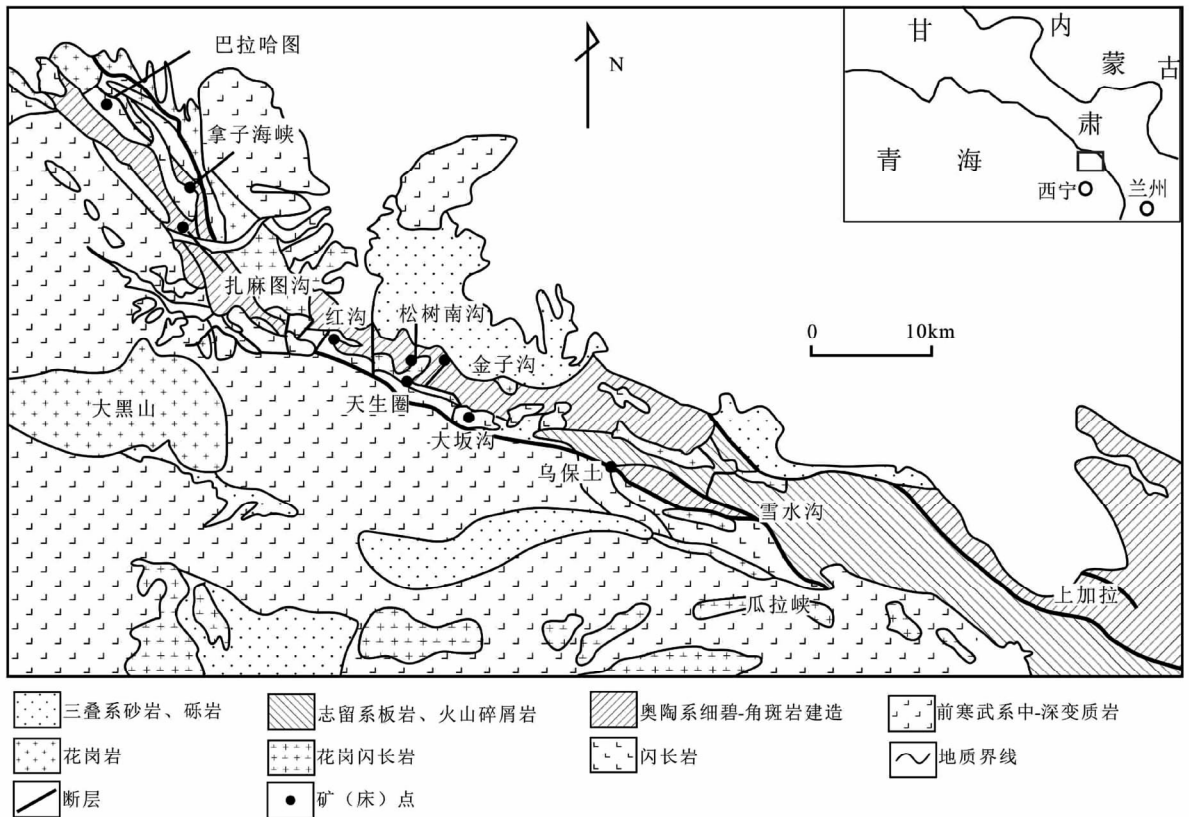 巴拉哈图
N
甘
内
蒙古
肃
青海
西宁
兰州
拿子海峡
扎麻图沟
红沟
松树南沟
金子沟
0 10km
大黑山
天生圈
大坂沟
乌保土
雪水沟
上加拉
瓜拉峡
三叠系砂岩、砾岩
志留系板岩、火山碎屑岩
奥陶系细碧-角斑岩建造
前寒武系中-深变质岩
花岗岩
花岗闪长岩
闪长岩
地质界线
断层
矿（床）点